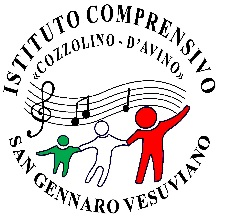 ISTITUTO COMPRENSIVO
«COZZOLINO - D'AVINO»
SAN GENNARO VESUVIANO